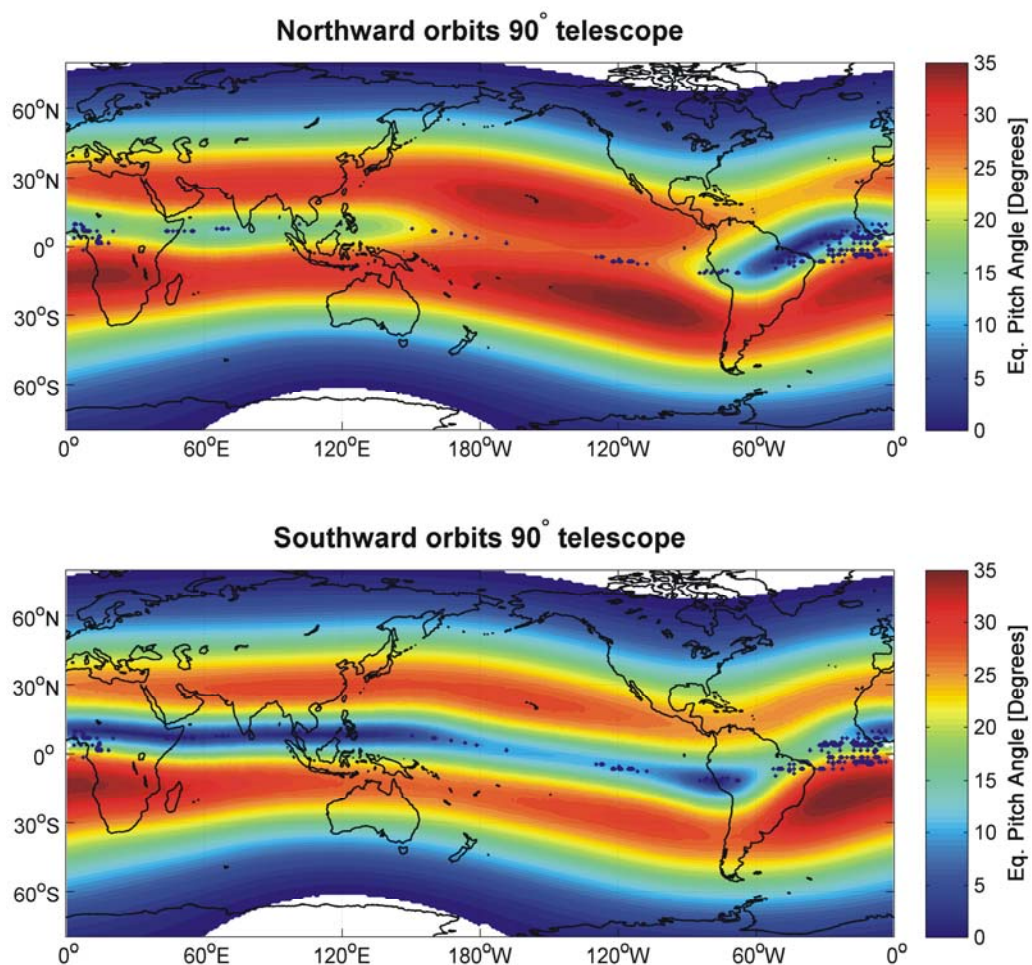 Northward orbits 90° telescope
60°N
30°N
0°
30°S
60°S
0° 60°E 120°E 180°W 120°W 60°W 0°
35
30
25
20
15
10
5
0
Eq. Pitch Angle [Degrees]
Southward orbits 90° telescope
60°N
30°N
0°
30°S
60°S
0° 60°E 120°E 180°W 120°W 60°W 0°
35
30
25
20
15
10
5
0
Eq. Pitch Angle [Degrees]